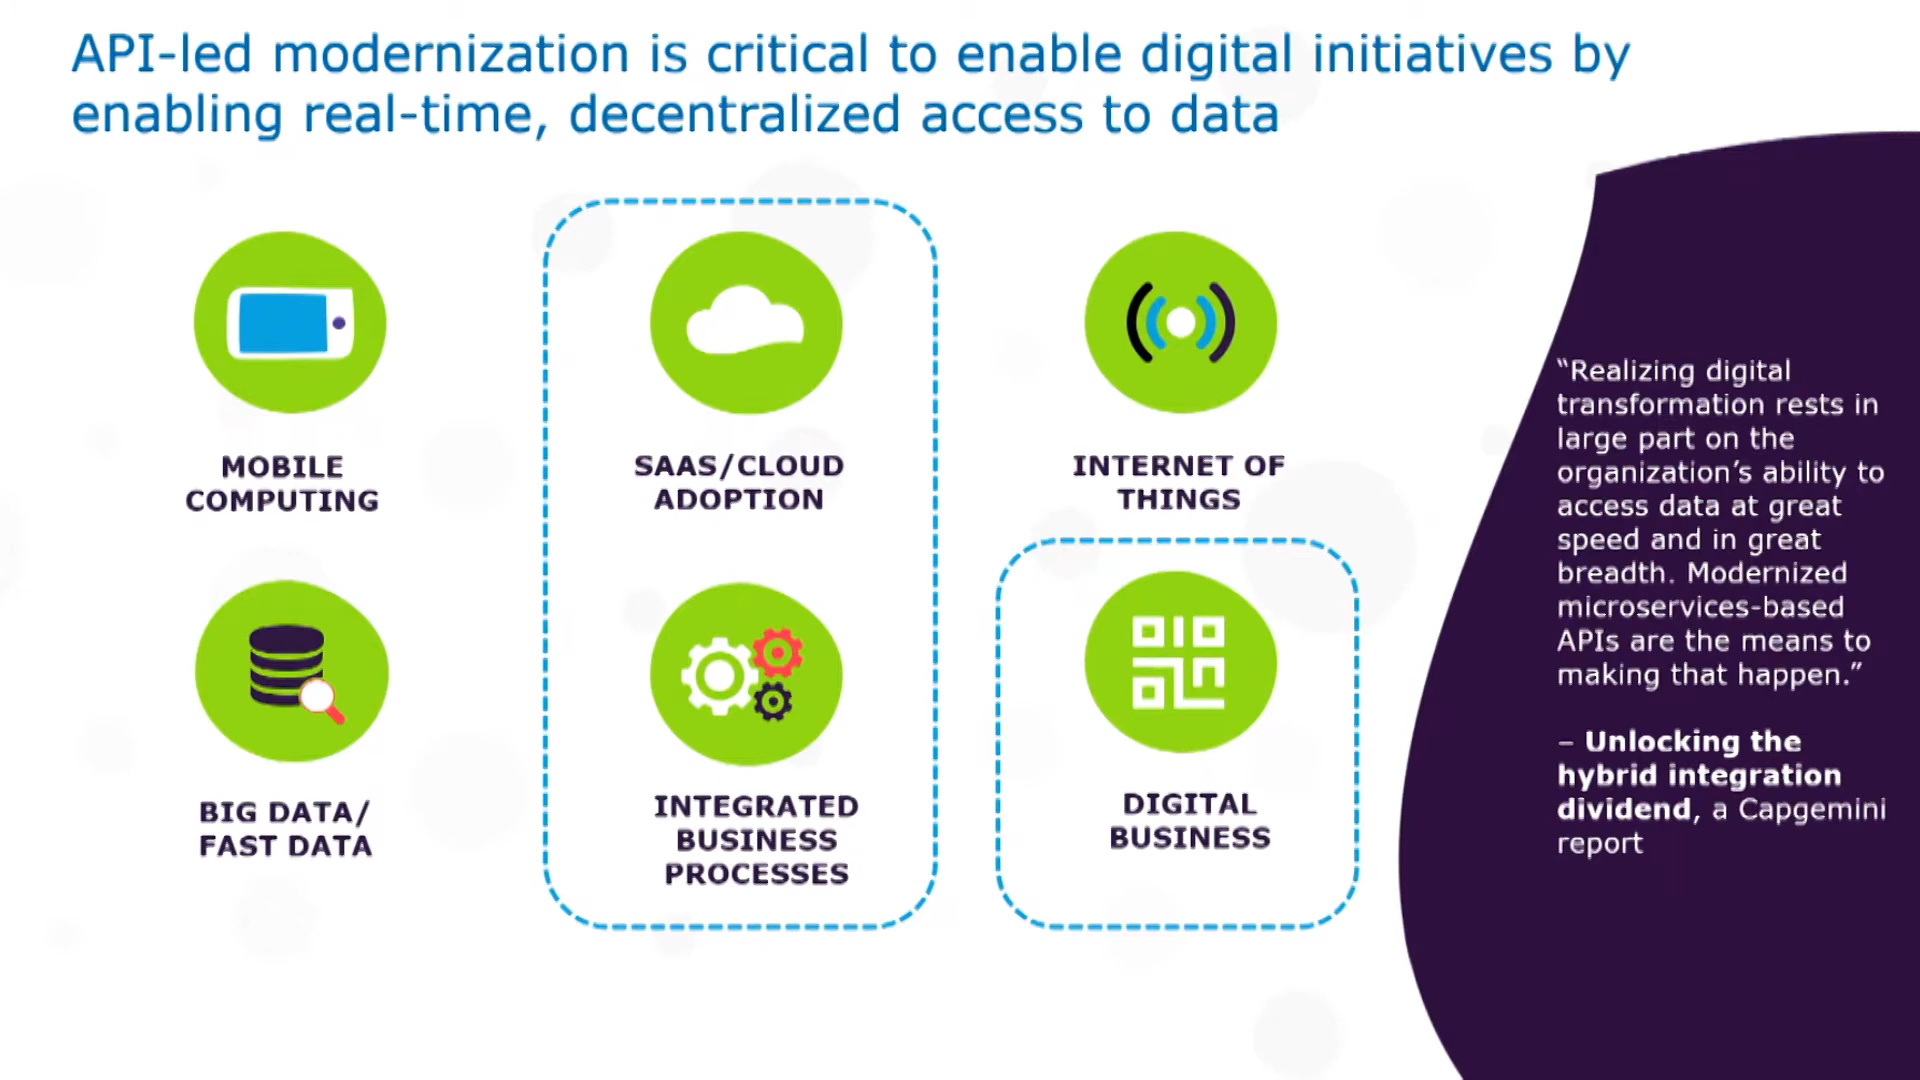 API-led modernization is critical to enable digital initiatives by
enabling real-time, decentralized access to data
MOBILE
COMPUTING
SAAS/CLOUD
ADOPTION
INTERNET OF
THINGS
BIG DATA/
FAST DATA
INTEGRATED
BUSINESS
PROCESSES
DIGITAL
BUSINESS
“Realizing digital
transformation rests in
large part on the
organization’s ability to
access data at great
speed and in great
breadth. Modernized
microservices-based
APIs are the means to
making that happen.”
– Unlocking the
hybrid integration
dividend, a Capgemini
report